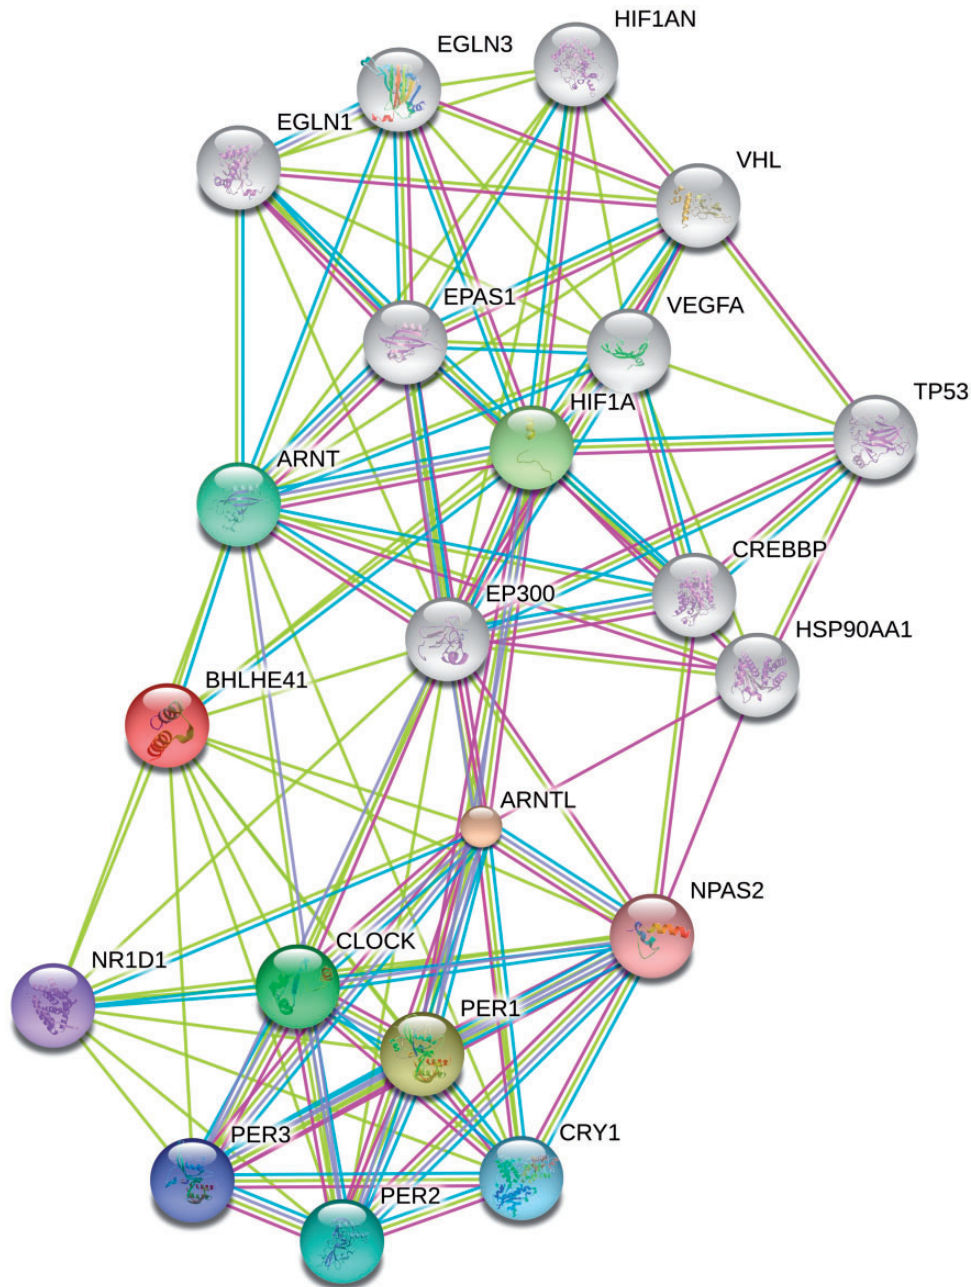 HIF1AN
EGLN3
EGLN1
VHL
EPAS1
VEGFA
TP53
HIF1A
ARNT
CREBBP
EP300
HSP90AA1
BHLHE41
ARNTL
NPAS2
CLOCK
NR1D1
PER1
PER3
CRY1
PER2